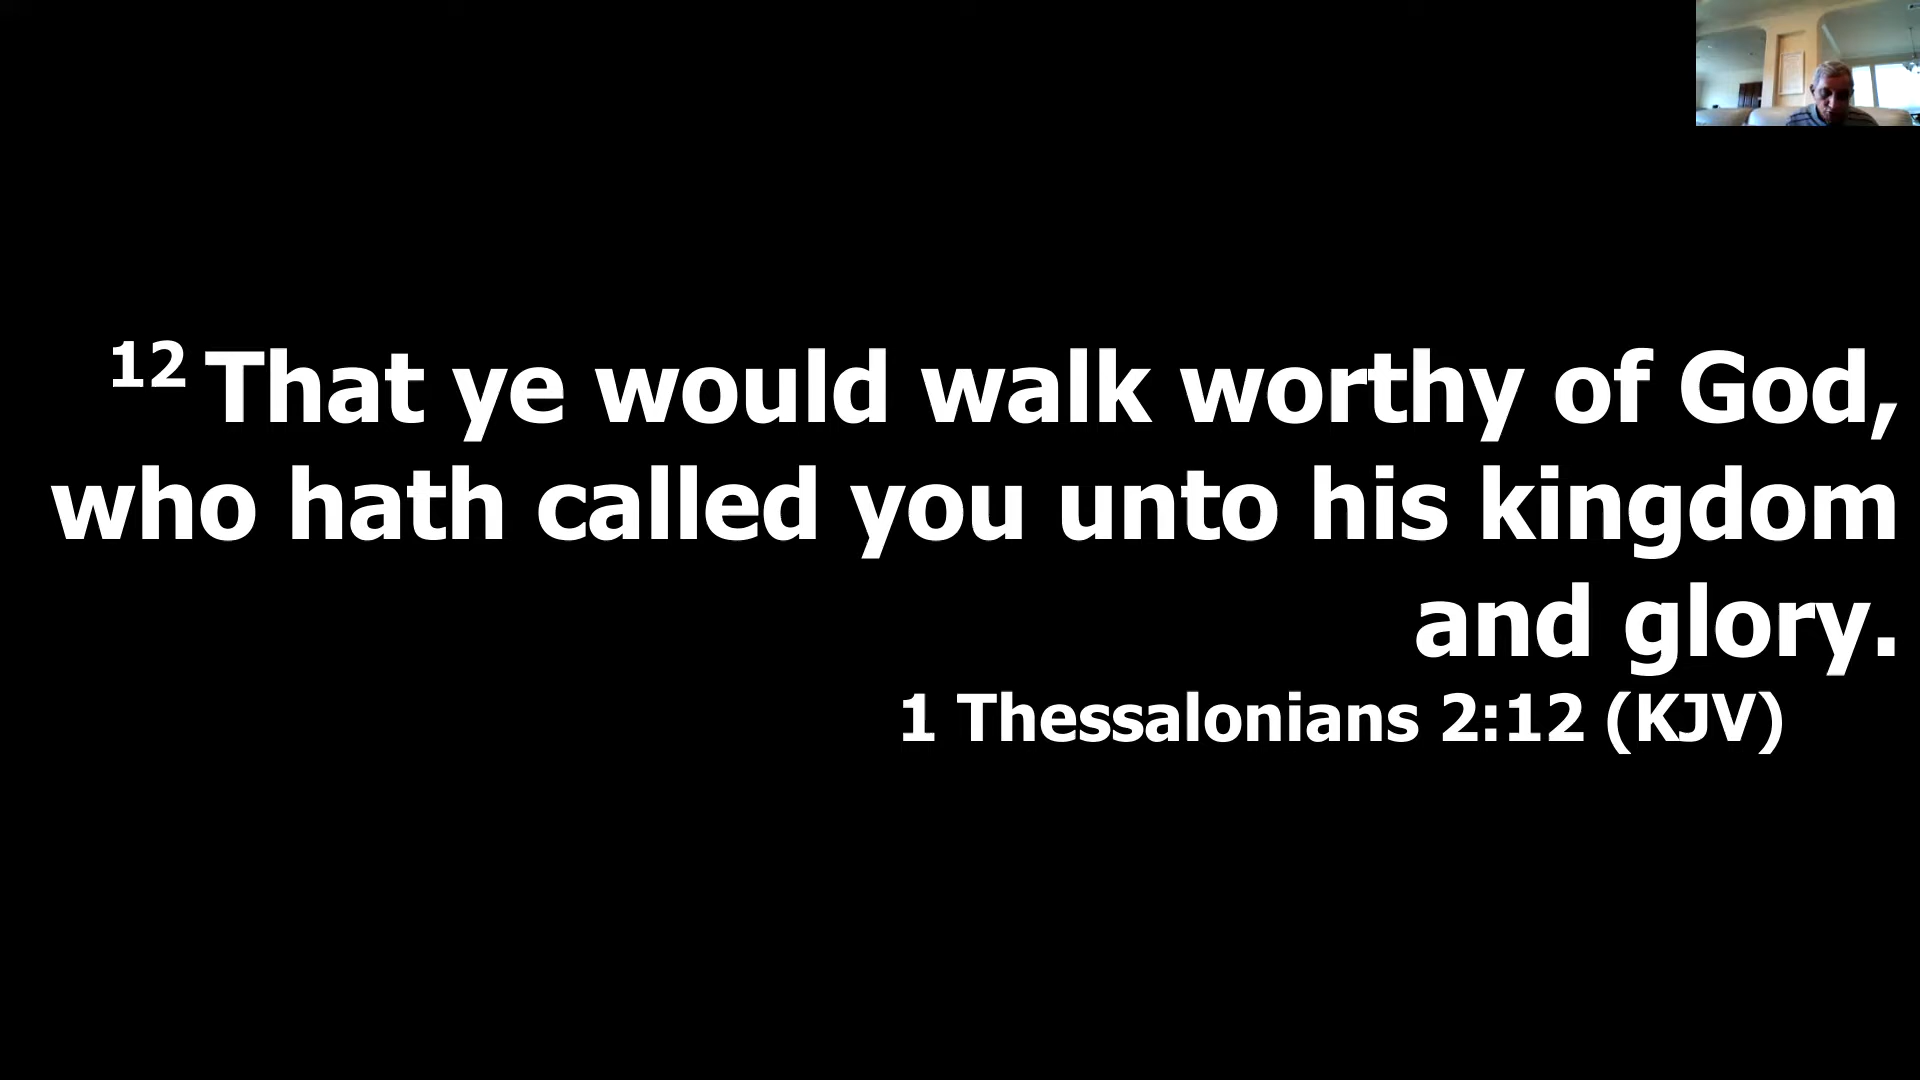 12 That ye would walk worthy of God,
who hath called you unto his kingdom
and glory.
1 Thessalonians 2:12 (KJV)